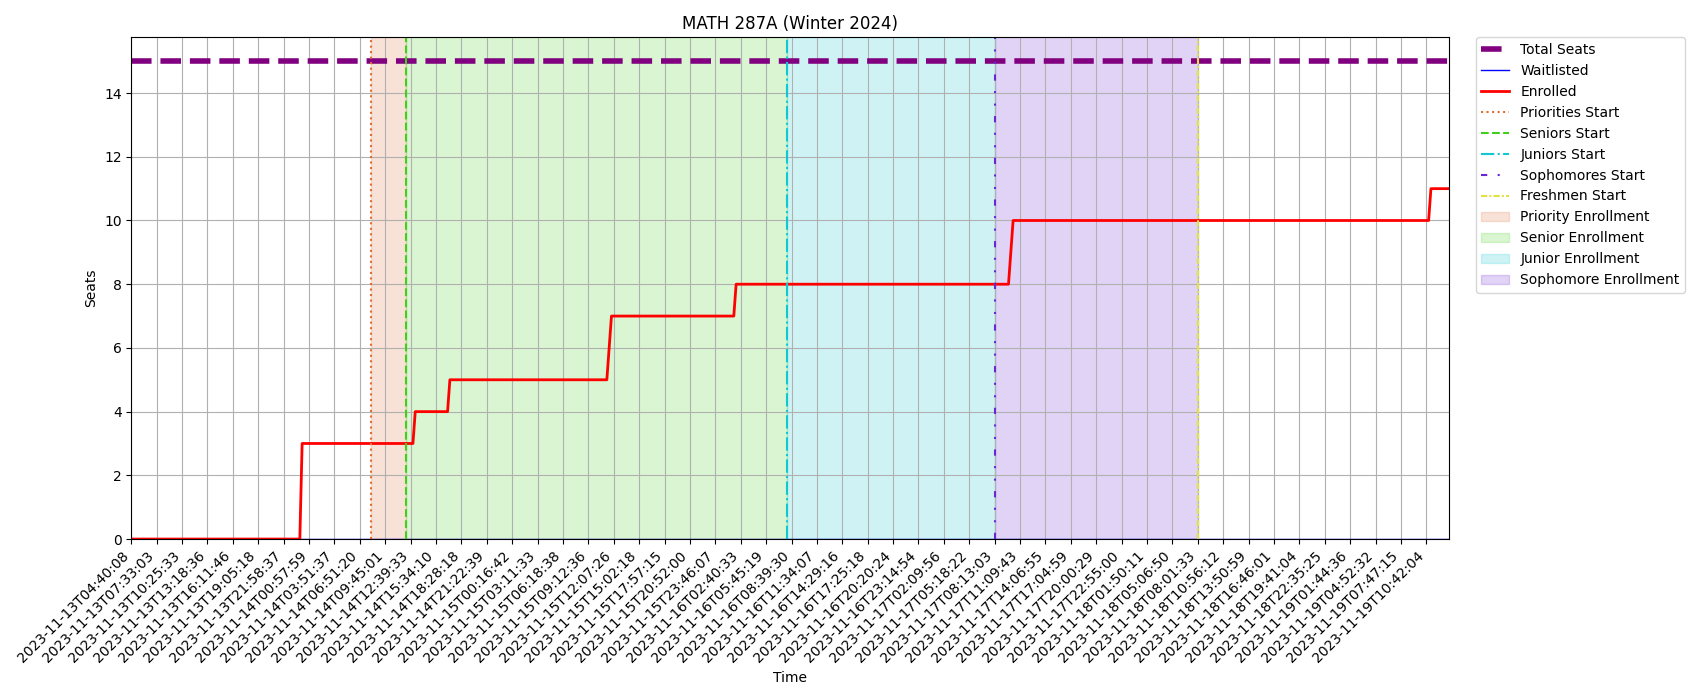 MATH 287A (Winter 2024)
Seats
14
12
10
8
6
4
2
0
2023-11-13T04:40:08
2023-11-13T07:33:03
2023-11-13T10:25:33
2023-11-13T13:18:36
2023-11-13T16:11:46
2023-11-13T19:05:18
2023-11-13T21:58:37
2023-11-14T00:57:59
2023-11-14T03:51:37
2023-11-14T06:51:20
2023-11-14T09:45:01
2023-11-14T12:39:33
2023-11-14T15:34:10
2023-11-14T18:28:18
2023-11-14T21:22:39
2023-11-15T00:16:42
2023-11-15T03:11:33
2023-11-15T06:18:38
2023-11-15T09:12:36
2023-11-15T12:07:26
2023-11-15T15:02:18
2023-11-15T17:57:15
2023-11-15T20:52:00
2023-11-15T23:46:07
2023-11-16T02:40:33
2023-11-16T05:45:19
2023-11-16T08:39:30
2023-11-16T11:34:07
2023-11-16T14:29:16
2023-11-16T17:25:18
2023-11-16T20:20:24
2023-11-16T23:14:54
2023-11-17T02:09:56
2023-11-17T05:18:22
2023-11-17T08:13:03
2023-11-17T11:09:43
2023-11-17T14:06:55
2023-11-17T17:04:59
2023-11-17T20:00:29
2023-11-17T22:55:00
2023-11-18T01:50:11
2023-11-18T05:06:50
2023-11-18T08:01:33
2023-11-18T10:56:12
2023-11-18T13:50:59
2023-11-18T16:46:01
2023-11-18T19:41:04
2023-11-18T22:35:25
2023-11-19T01:44:36
2023-11-19T04:52:32
2023-11-19T07:47:15
2023-11-19T10:42:04
Time
Total Seats
Waitlisted
Enrolled
Priorities Start
Seniors Start
Juniors Start
Sophomores Start
Freshmen Start
Priority Enrollment
Senior Enrollment
Junior Enrollment
Sophomore Enrollment